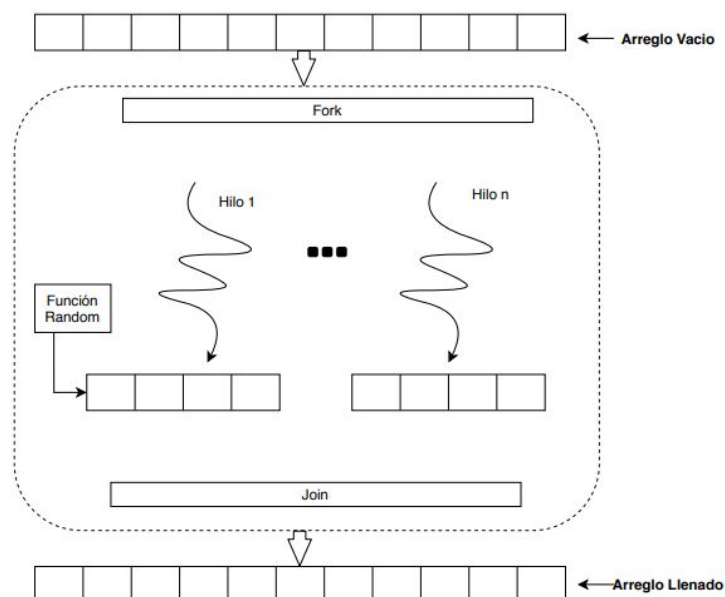 Arreglo Vacio
Fork
Hilo 1
Hilo n
Función
Random
Join
Arreglo Llenado